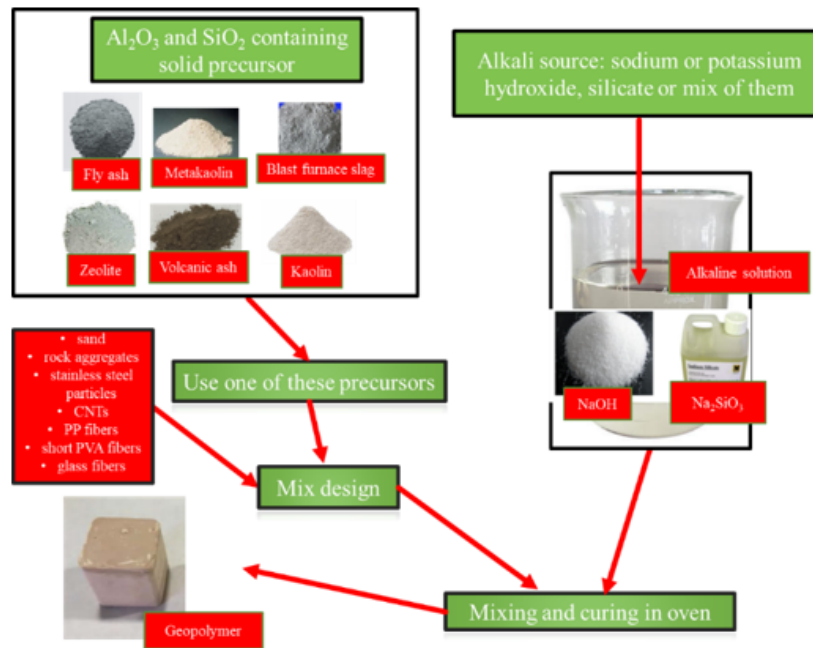 Al₂O₃ and SiO₂ containing
solid precursor
Fly ash
Metakaolin
Blast furnace slag
Zeolite
Volcanic ash
Kaolin
Alkali source: sodium or potassium
hydroxide, silicate or mix of them
Alkaline solution
NaOH
Na₂SiO₃
• sand
• rock aggregates
• stainless steel
particles
• CNTs
• PP fibers
• short PVA fibers
• glass fibers
Use one of these precursors
Mix design
Mixing and curing in oven
Geopolymer